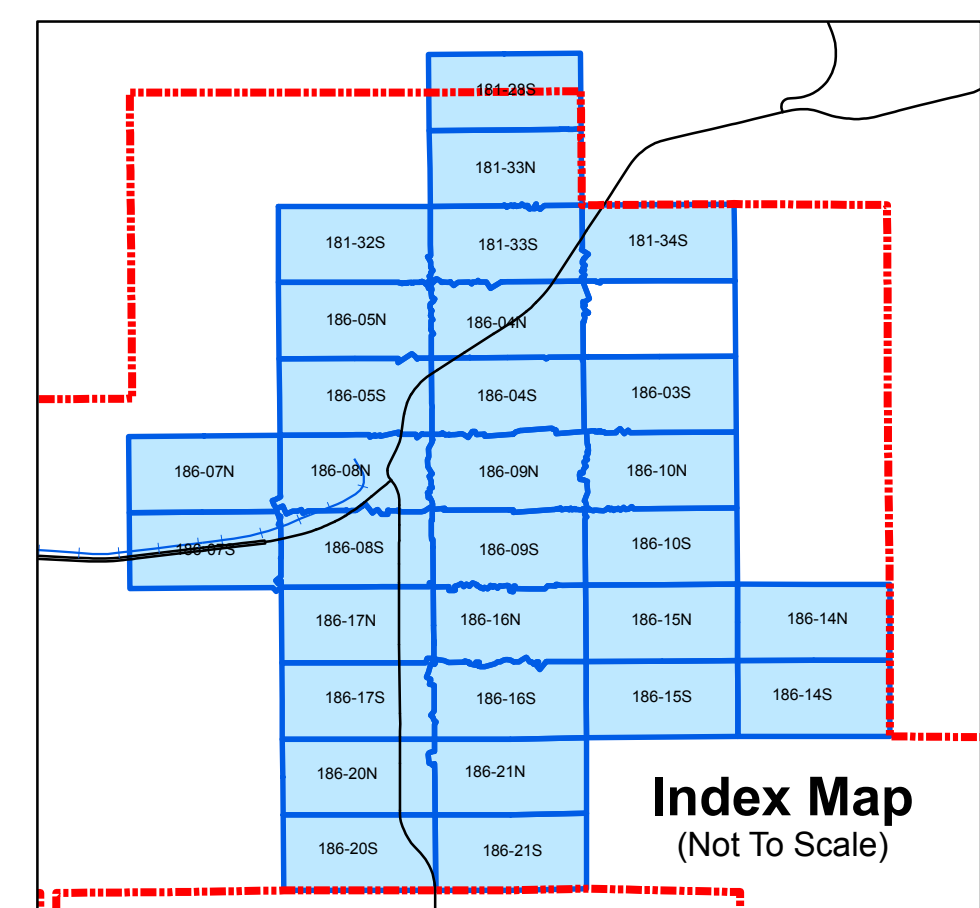 181-28S
181-33N
181-32S
181-33S
181-34S
186-05N
186-04N
186-05S
186-04S
186-03S
186-07N
186-08N
186-09N
186-10N
186-07S
186-08S
186-09S
186-10S
186-17N
186-16N
186-15N
186-14N
186-17S
186-16S
186-15S
186-14S
186-20N
186-21N
186-20S
186-21S
Index Map
(Not To Scale)